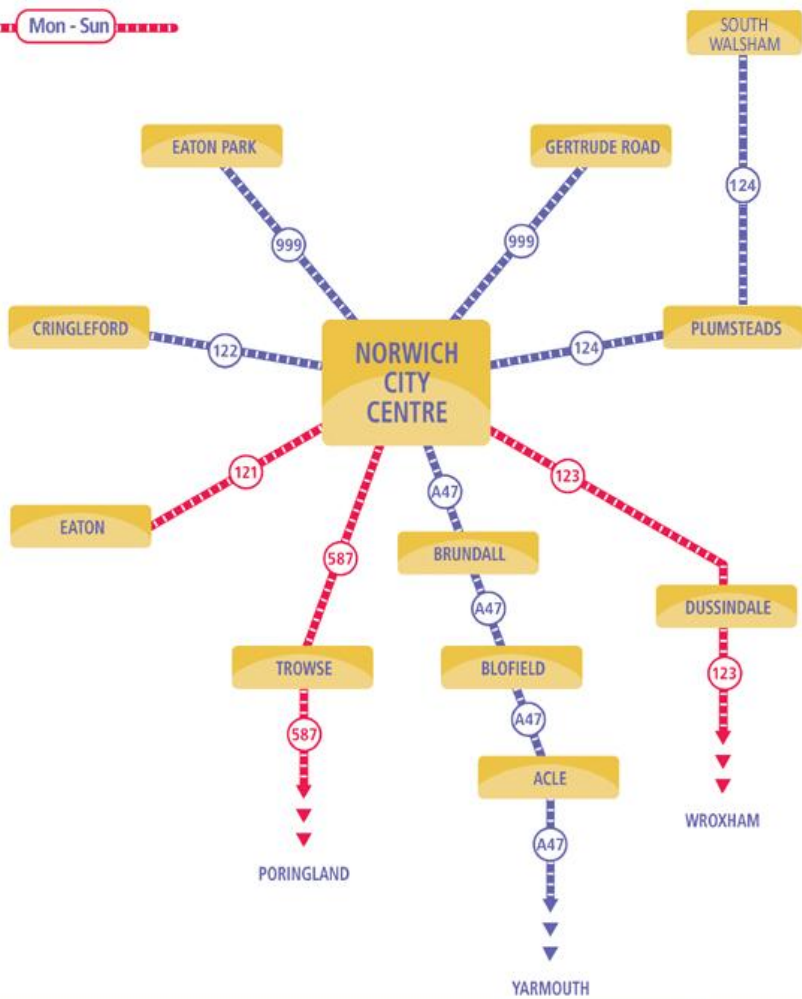 Mon - Sun
SOUTH
WALSHAM
EATON PARK
GERTRUDE ROAD
124
999
999
CRINGLEFORD
PLUMSTEADS
122
NORWICH
CITY
CENTRE
124
121
A47
123
EATON
BRUNDALL
587
A47
DUSSINDALE
TROWSE
BLOFIELD
123
587
A47
ACLE
WROXHAM
A47
PORINGLAND
YARMOUTH